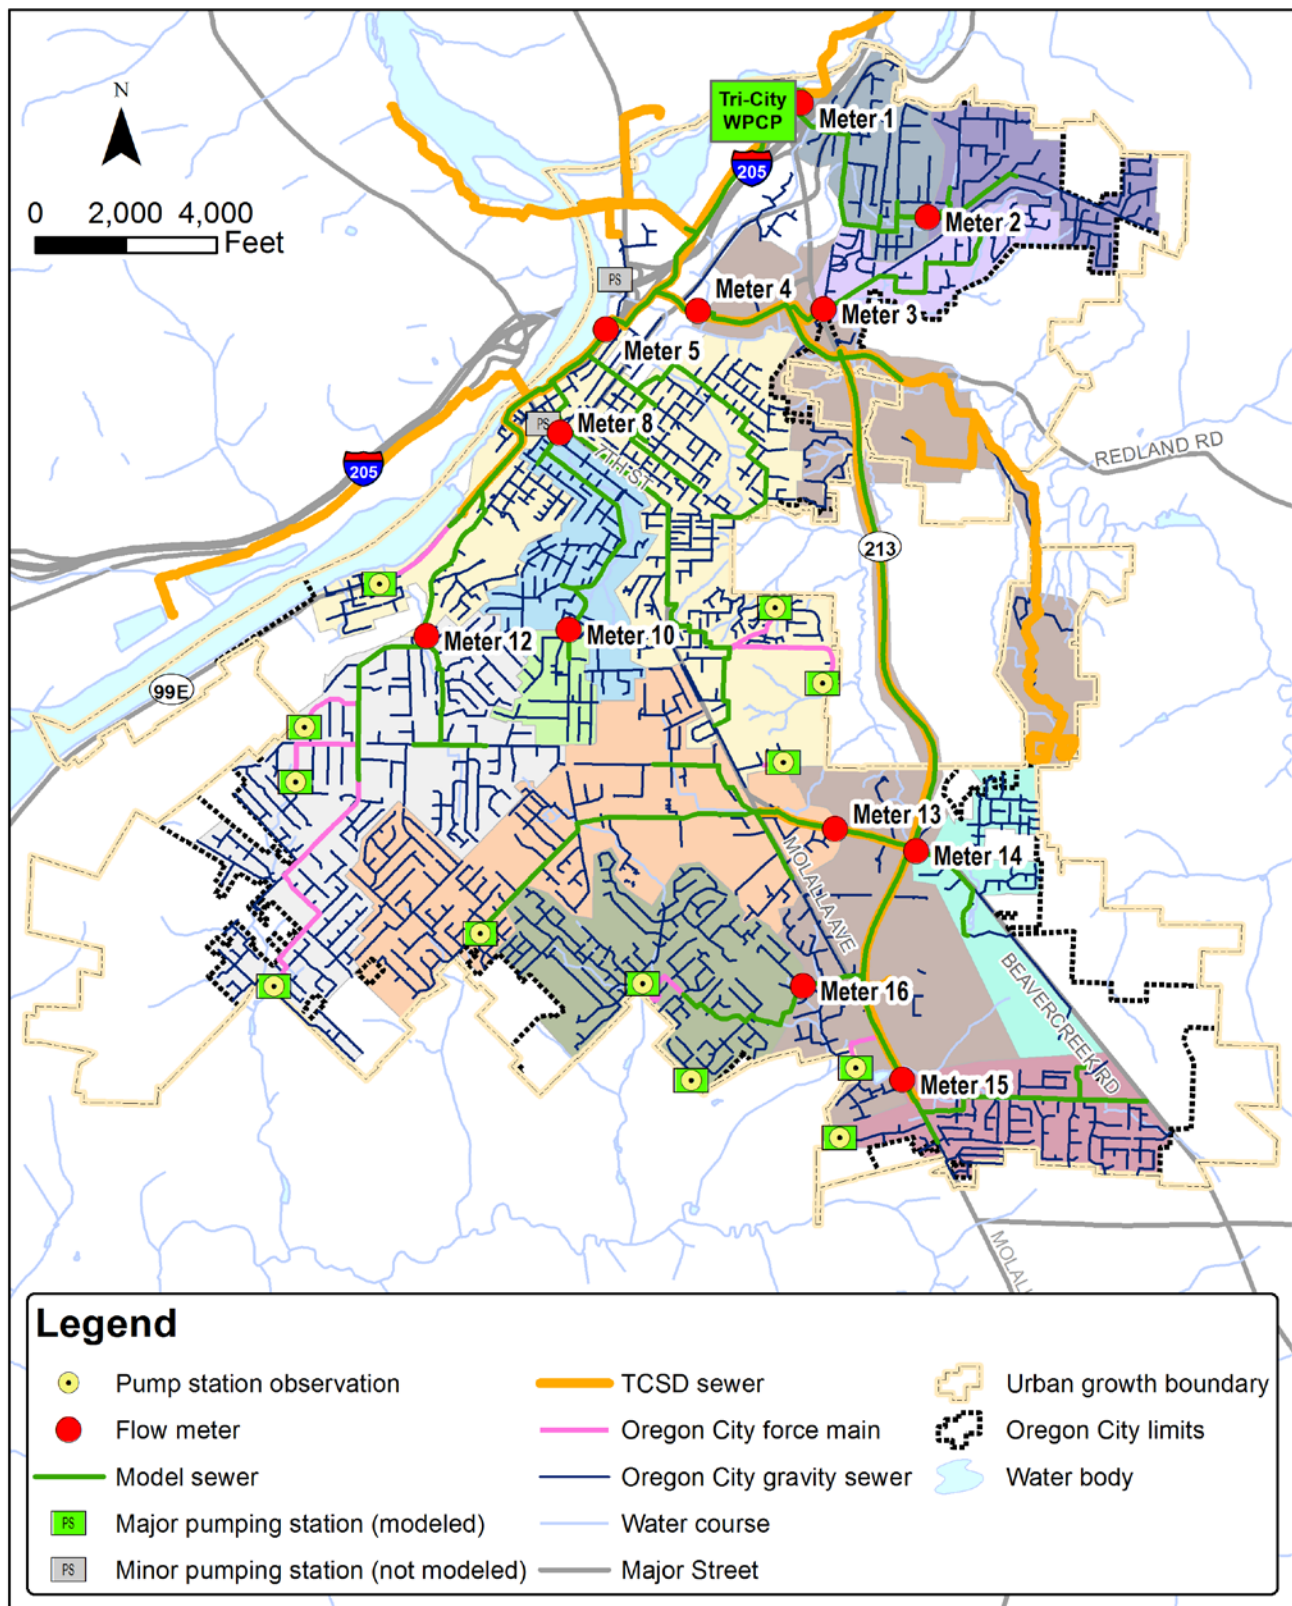 N
0 2,000 4,000
Feet
Tri-City
WPCP
Meter 1
205
Meter 2
PS
Meter 4
Meter 3
Meter 5
PS
Meter 8
7TH ST
REDLAND RD
205
213
Meter 12
Meter 10
99E
Meter 13
Meter 14
MOLALLA AVE
BEAVERCREEK RD
Meter 16
Meter 15
MOLALL
Legend
Pump station observation
Flow meter
Model sewer
PS Major pumping station (modeled)
PS Minor pumping station (not modeled)
TCSD sewer
Oregon City force main
Oregon City gravity sewer
Water course
Major Street
Urban growth boundary
Oregon City limits
Water body